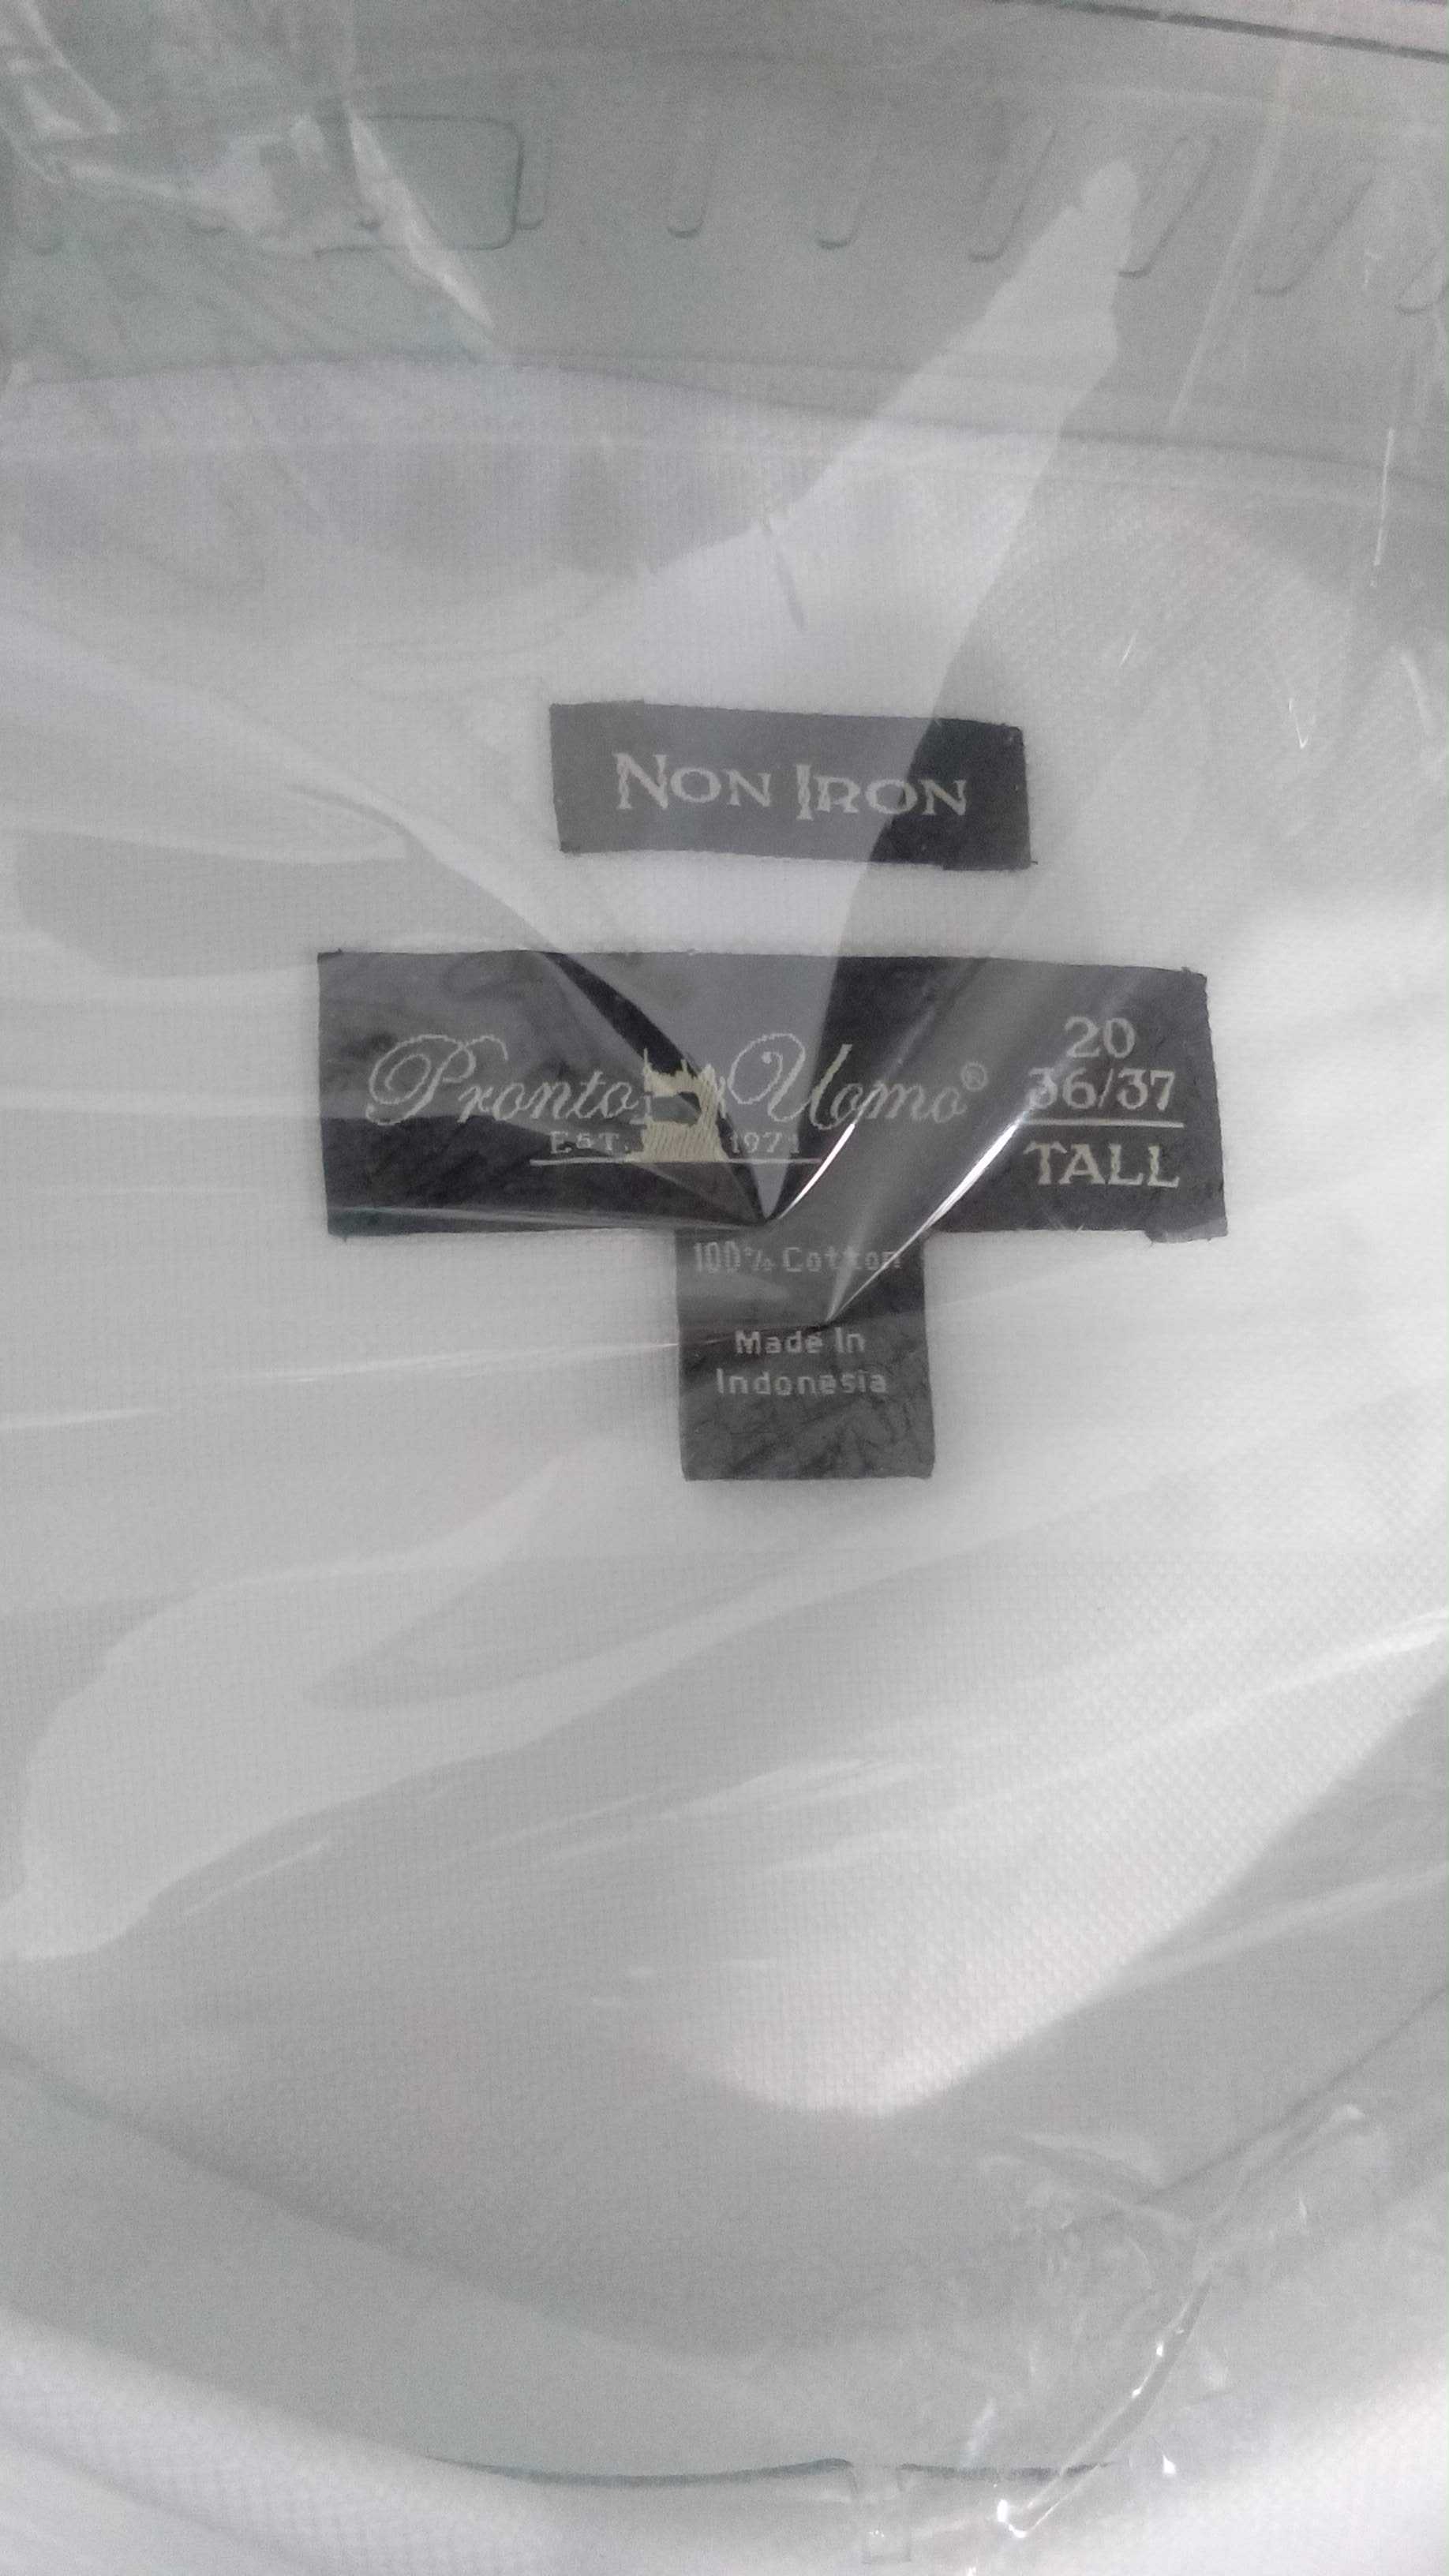 NON IRON
Pronto Uomo®
EST. 1971
20
36/37
TALL
100% Cotton
Made In
Indonesia